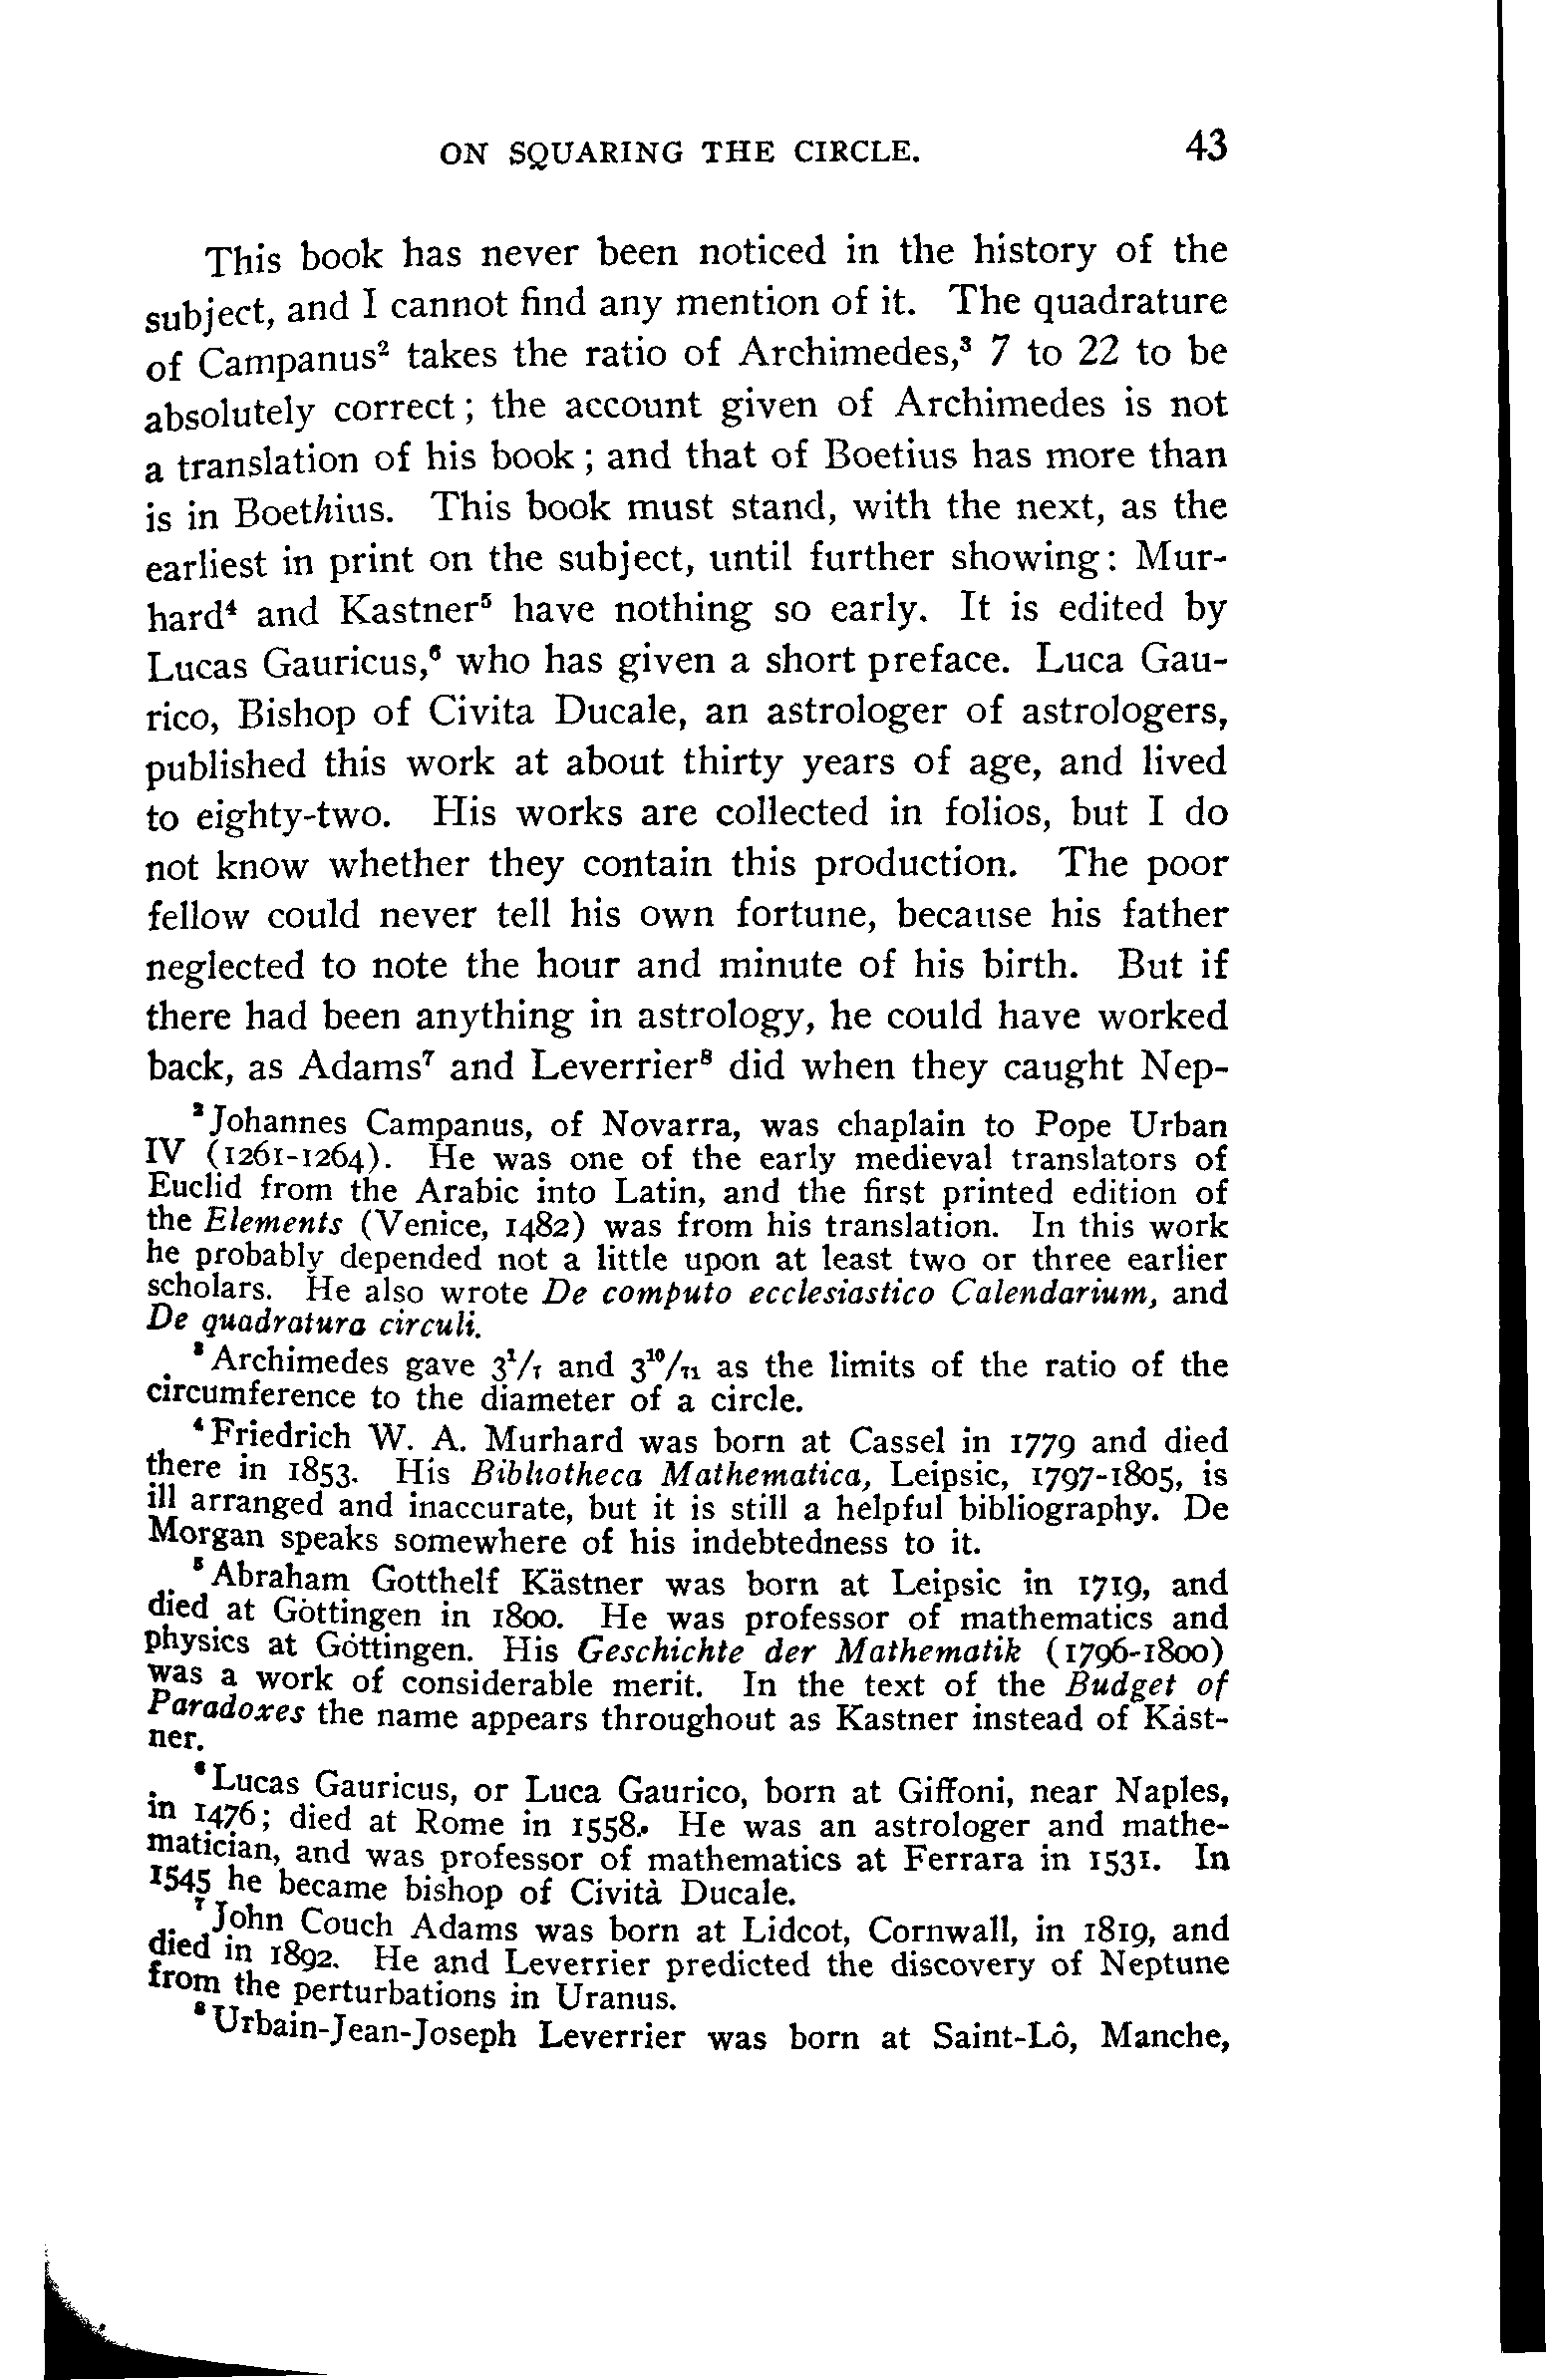 ON SQUARING THE CIRCLE. 43
This book has never been noticed in the history of the
subject, and I cannot find any mention of it. The quadrature
of Campanus² takes the ratio of Archimedes,³ 7 to 22 to be
absolutely correct; the account given of Archimedes is not
a translation of his book; and that of Boetius has more than
is in Boethius. This book must stand, with the next, as the
earliest in print on the subject, until further showing: Mur-
hard⁴ and Kastner⁵ have nothing so early. It is edited by
Lucas Gauricus,⁶ who has given a short preface. Luca Gau-
rico, Bishop of Civita Ducale, an astrologer of astrologers,
published this work at about thirty years of age, and lived
to eighty-two. His works are collected in folios, but I do
not know whether they contain this production. The poor
fellow could never tell his own fortune, because his father
neglected to note the hour and minute of his birth. But if
there had been anything in astrology, he could have worked
back, as Adams⁷ and Leverrier⁸ did when they caught Nep-
² Johannes Campanus, of Novarra, was chaplain to Pope Urban
IV (1261-1264). He was one of the early medieval translators of
Euclid from the Arabic into Latin, and the first printed edition of
the Elements (Venice, 1482) was from his translation. In this work
he probably depended not a little upon at least two or three earlier
scholars. He also wrote De computo ecclesiastico Calendarium, and
De quadratura circuli.
³ Archimedes gave 3¹/₇ and 3¹⁰/₇₁ as the limits of the ratio of the
circumference to the diameter of a circle.
⁴ Friedrich W. A. Murhard was born at Cassel in 1779 and died
there in 1853. His Bibliotheca Mathematica, Leipsic, 1797-1805, is
ill arranged and inaccurate, but it is still a helpful bibliography. De
Morgan speaks somewhere of his indebtedness to it.
⁵ Abraham Gotthelf Kästner was born at Leipsic in 1719, and
died at Göttingen in 1800. He was professor of mathematics and
physics at Göttingen. His Geschichte der Mathematik (1796-1800)
was a work of considerable merit. In the text of the Budget of
Paradoxes the name appears throughout as Kastner instead of Käst-
ner.
⁶ Lucas Gauricus, or Luca Gaurico, born at Giffoni, near Naples,
in 1476; died at Rome in 1558. He was an astrologer and mathe-
matician, and was professor of mathematics at Ferrara in 1531. In
1545 he became bishop of Cività Ducale.
⁷ John Couch Adams was born at Lidcot, Cornwall, in 1819, and
died in 1892. He and Leverrier predicted the discovery of Neptune
from the perturbations in Uranus.
⁸ Urbain-Jean-Joseph Leverrier was born at Saint-Lô, Manche,